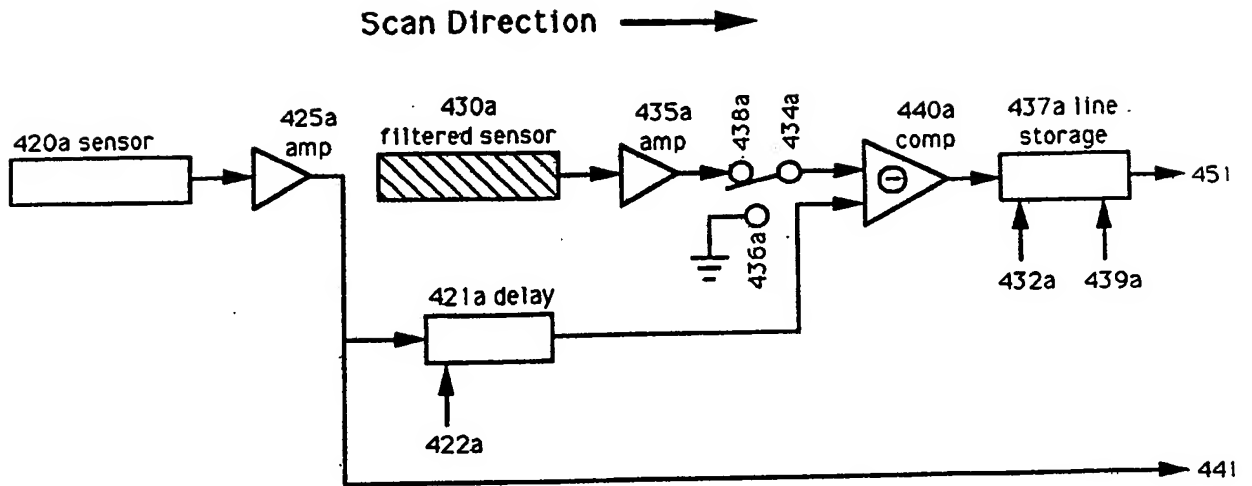 Scan Direction
420a sensor
425a
amp
430a
filtered sensor
435a
amp
438a
434a
436a
440a
comp
437a line
storage
451
432a
439a
421a delay
422a
441